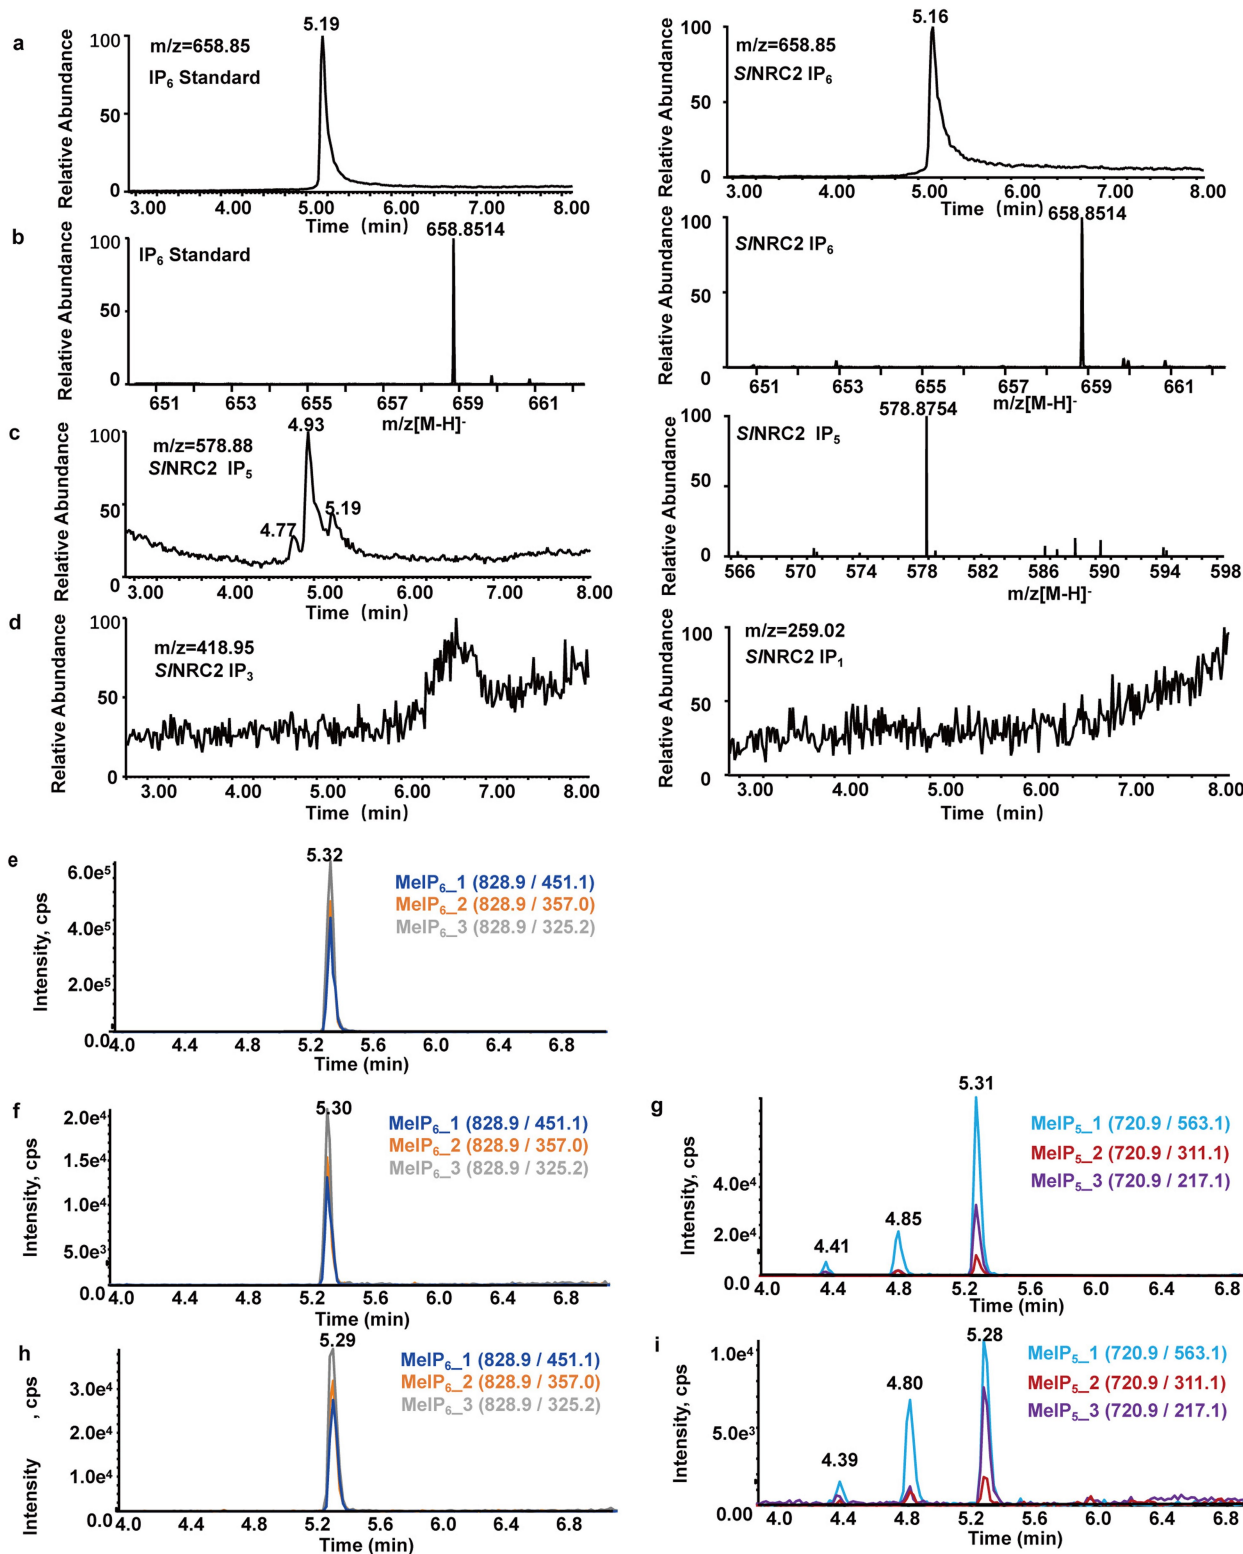 a
Relative Abundance
100
50
0
m/z=658.85
IP6 Standard
5.19
3.00 4.00 5.00 6.00 7.00 8.00
Time (min)
Relative Abundance
100
50
0
m/z=658.85
SlNRC2 IP6
5.16
3.00 4.00 5.00 6.00 7.00 8.00
Time (min)
b
Relative Abundance
100
50
0
IP6 Standard
658.8514
651 653 655 657 659 661
m/z[M-H]-
Relative Abundance
100
50
0
SlNRC2 IP6
658.8514
651 653 655 657 659 661
m/z[M-H]-
c
Relative Abundance
100
50
0
m/z=578.88
SlNRC2 IP5
4.77
4.93
5.19
3.00 4.00 5.00 6.00 7.00 8.00
Time (min)
Relative Abundance
100
50
0
SlNRC2 IP5
578.8754
566 570 574 578 582 586 590 594 598
m/z[M-H]-
d
Relative Abundance
100
50
0
m/z=418.95
SlNRC2 IP3
3.00 4.00 5.00 6.00 7.00 8.00
Time (min)
Relative Abundance
100
50
0
m/z=259.02
SlNRC2 IP1
3.00 4.00 5.00 6.00 7.00 8.00
Time (min)
e
Intensity, cps
6.0e5
4.0e5
2.0e5
0.0
5.32
MeIP6_1 (828.9 / 451.1)
MeIP6_2 (828.9 / 357.0)
MeIP6_3 (828.9 / 325.2)
4.0 4.4 4.8 5.2 5.6 6.0 6.4 6.8
Time (min)
f
Intensity, cps
2.0e4
1.5e4
1.0e4
5.0e3
0.0
5.30
MeIP6_1 (828.9 / 451.1)
MeIP6_2 (828.9 / 357.0)
MeIP6_3 (828.9 / 325.2)
4.0 4.4 4.8 5.2 5.6 6.0 6.4 6.8
Time (min)
g
Intensity, cps
4.0e4
2.0e4
0.0
4.41
4.85
5.31
MeIP5_1 (720.9 / 563.1)
MeIP5_2 (720.9 / 311.1)
MeIP5_3 (720.9 / 217.1)
4.0 4.4 4.8 5.2 5.6 6.0 6.4 6.8
Time (min)
h
Intensity , cps
3.0e4
2.0e4
1.0e4
0.0
5.29
MeIP6_1 (828.9 / 451.1)
MeIP6_2 (828.9 / 357.0)
MeIP6_3 (828.9 / 325.2)
4.0 4.4 4.8 5.2 5.6 6.0 6.4 6.8
Time (min)
i
Intensity, cps
1.0e4
5.0e3
0.00
4.39
4.80
5.28
MeIP5_1 (720.9 / 563.1)
MeIP5_2 (720.9 / 311.1)
MeIP5_3 (720.9 / 217.1)
4.0 4.4 4.8 5.2 5.6 6.0 6.4 6.8
Time (min)